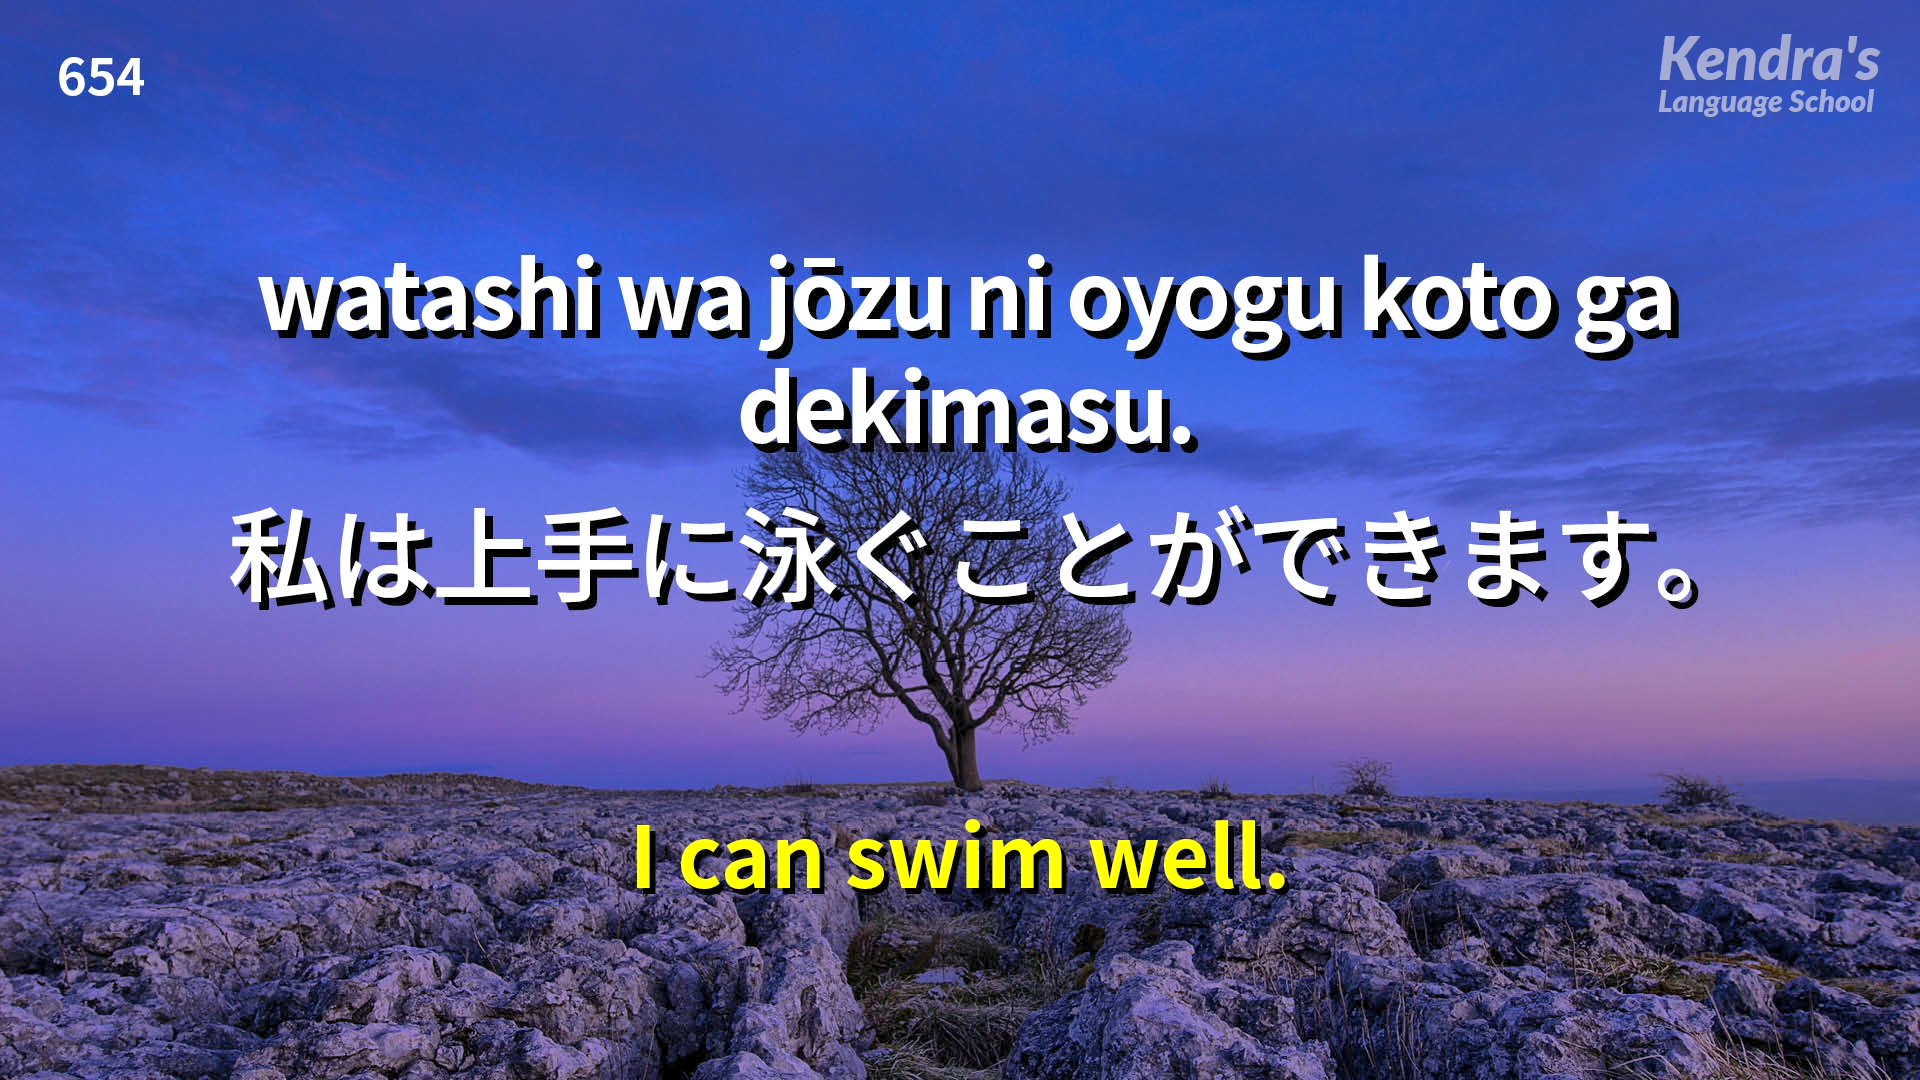 654
Kendra's
Language School
watashi wa jōzu ni oyogu koto ga
dekimasu.
私は上手に泳ぐことができます。
I can swim well.